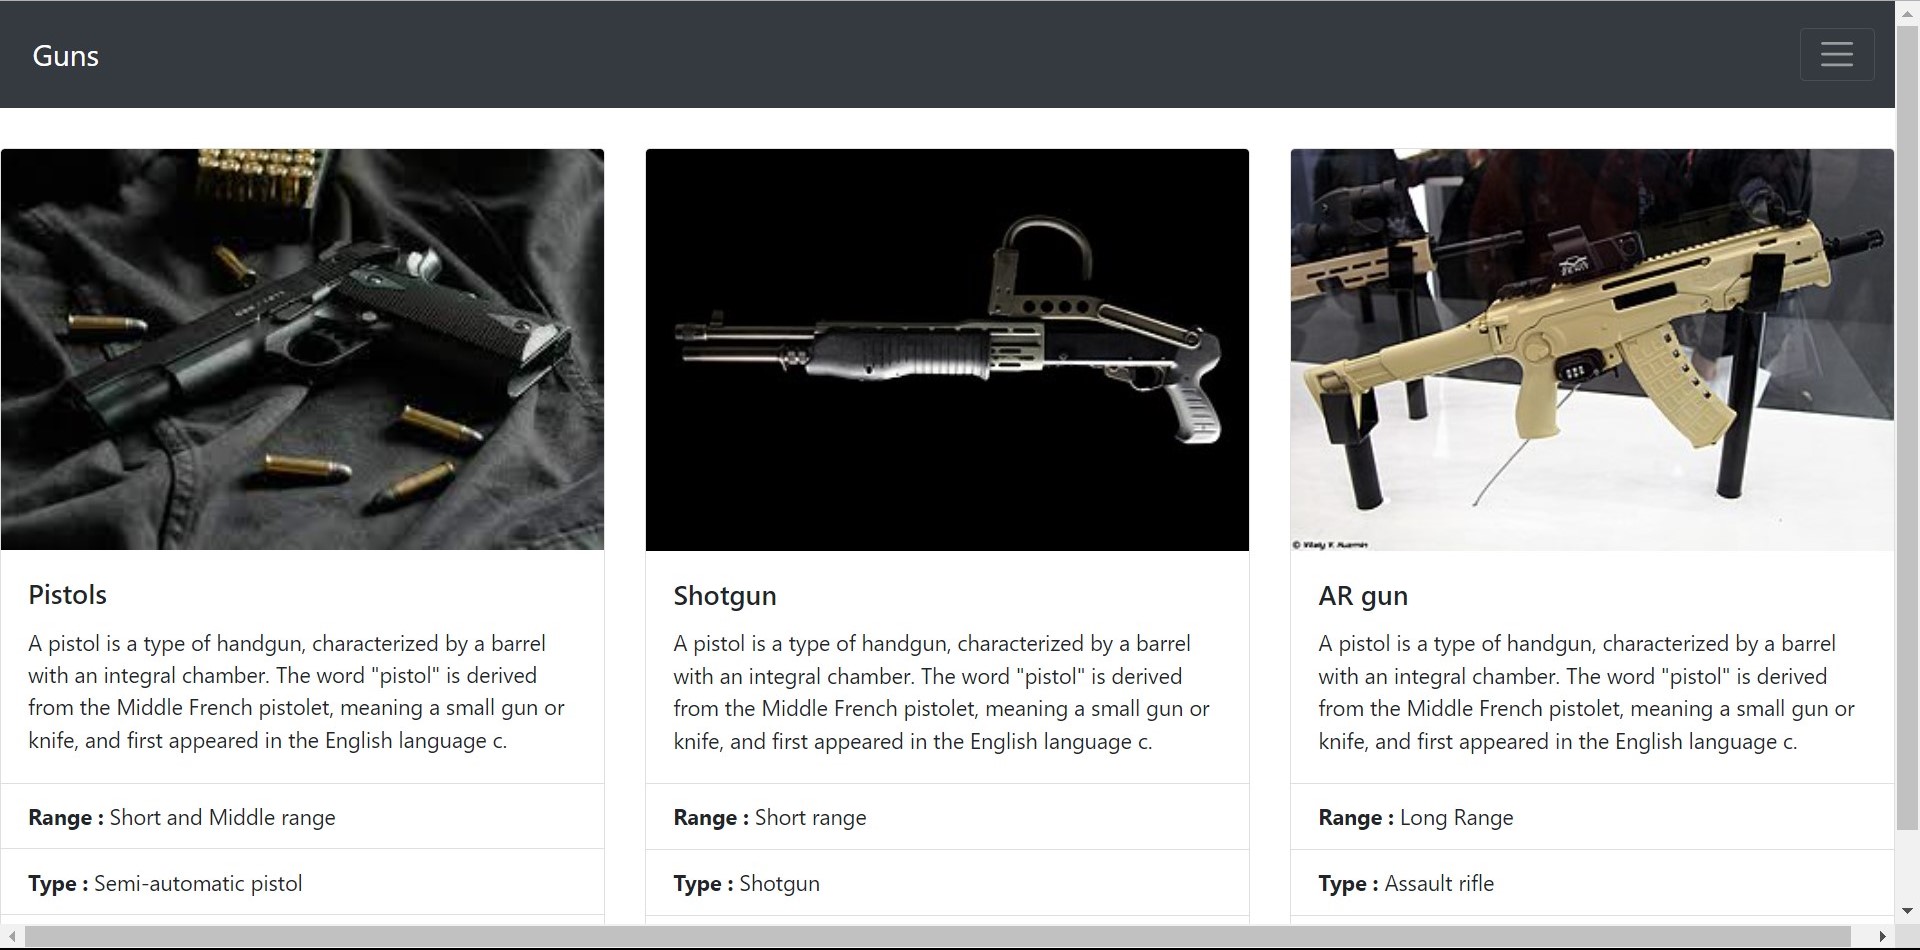 Guns
Pistols
A pistol is a type of handgun, characterized by a barrel
with an integral chamber. The word "pistol" is derived
from the Middle French pistolet, meaning a small gun or
knife, and first appeared in the English language c.
Range : Short and Middle range
Type : Semi-automatic pistol
Shotgun
A pistol is a type of handgun, characterized by a barrel
with an integral chamber. The word "pistol" is derived
from the Middle French pistolet, meaning a small gun or
knife, and first appeared in the English language c.
Range : Short range
Type : Shotgun
ZENIT
© Vitaly V. Kuzmin
AR gun
A pistol is a type of handgun, characterized by a barrel
with an integral chamber. The word "pistol" is derived
from the Middle French pistolet, meaning a small gun or
knife, and first appeared in the English language c.
Range : Long Range
Type : Assault rifle